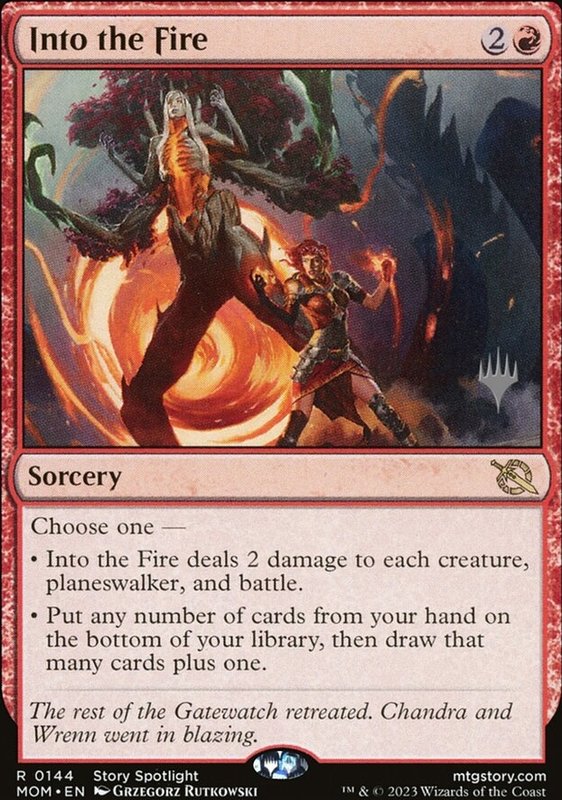 Into the Fire 2
Sorcery
Choose one —
• Into the Fire deals 2 damage to each creature,
planeswalker, and battle.
• Put any number of cards from your hand on
the bottom of your library, then draw that
many cards plus one.
The rest of the Gatewatch retreated. Chandra and
Wrenn went in blazing.
R 0144 Story Spotlight mtgstory.com
MOM • EN Grzegorz Rutkowski ™ & © 2023 Wizards of the Coast